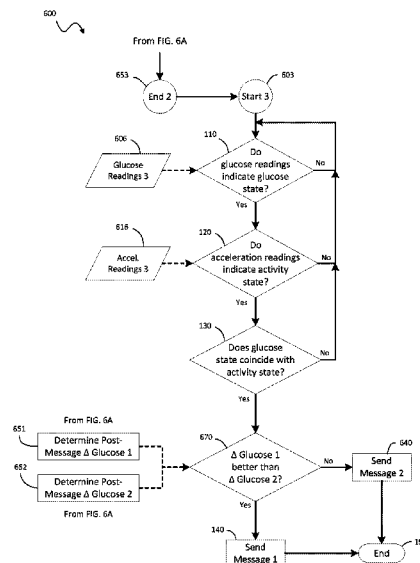 600
From FIG. 6A
653
603
End 2
Start 3
606
110
Glucose
Readings 3
Do
glucose readings
indicate glucose
state?
No
Yes
616
120
Accel.
Readings 3
Do
acceleration readings
indicate activity
state?
No
Yes
130
Does glucose
state coincide with
activity state?
No
Yes
From FIG. 6A
651
Determine Post-
Message Δ Glucose 1
652
Determine Post-
Message Δ Glucose 2
From FIG. 6A
670
Δ Glucose 1
better than
Δ Glucose 2?
No
640
Send
Message 2
Yes
140
Send
Message 1
End